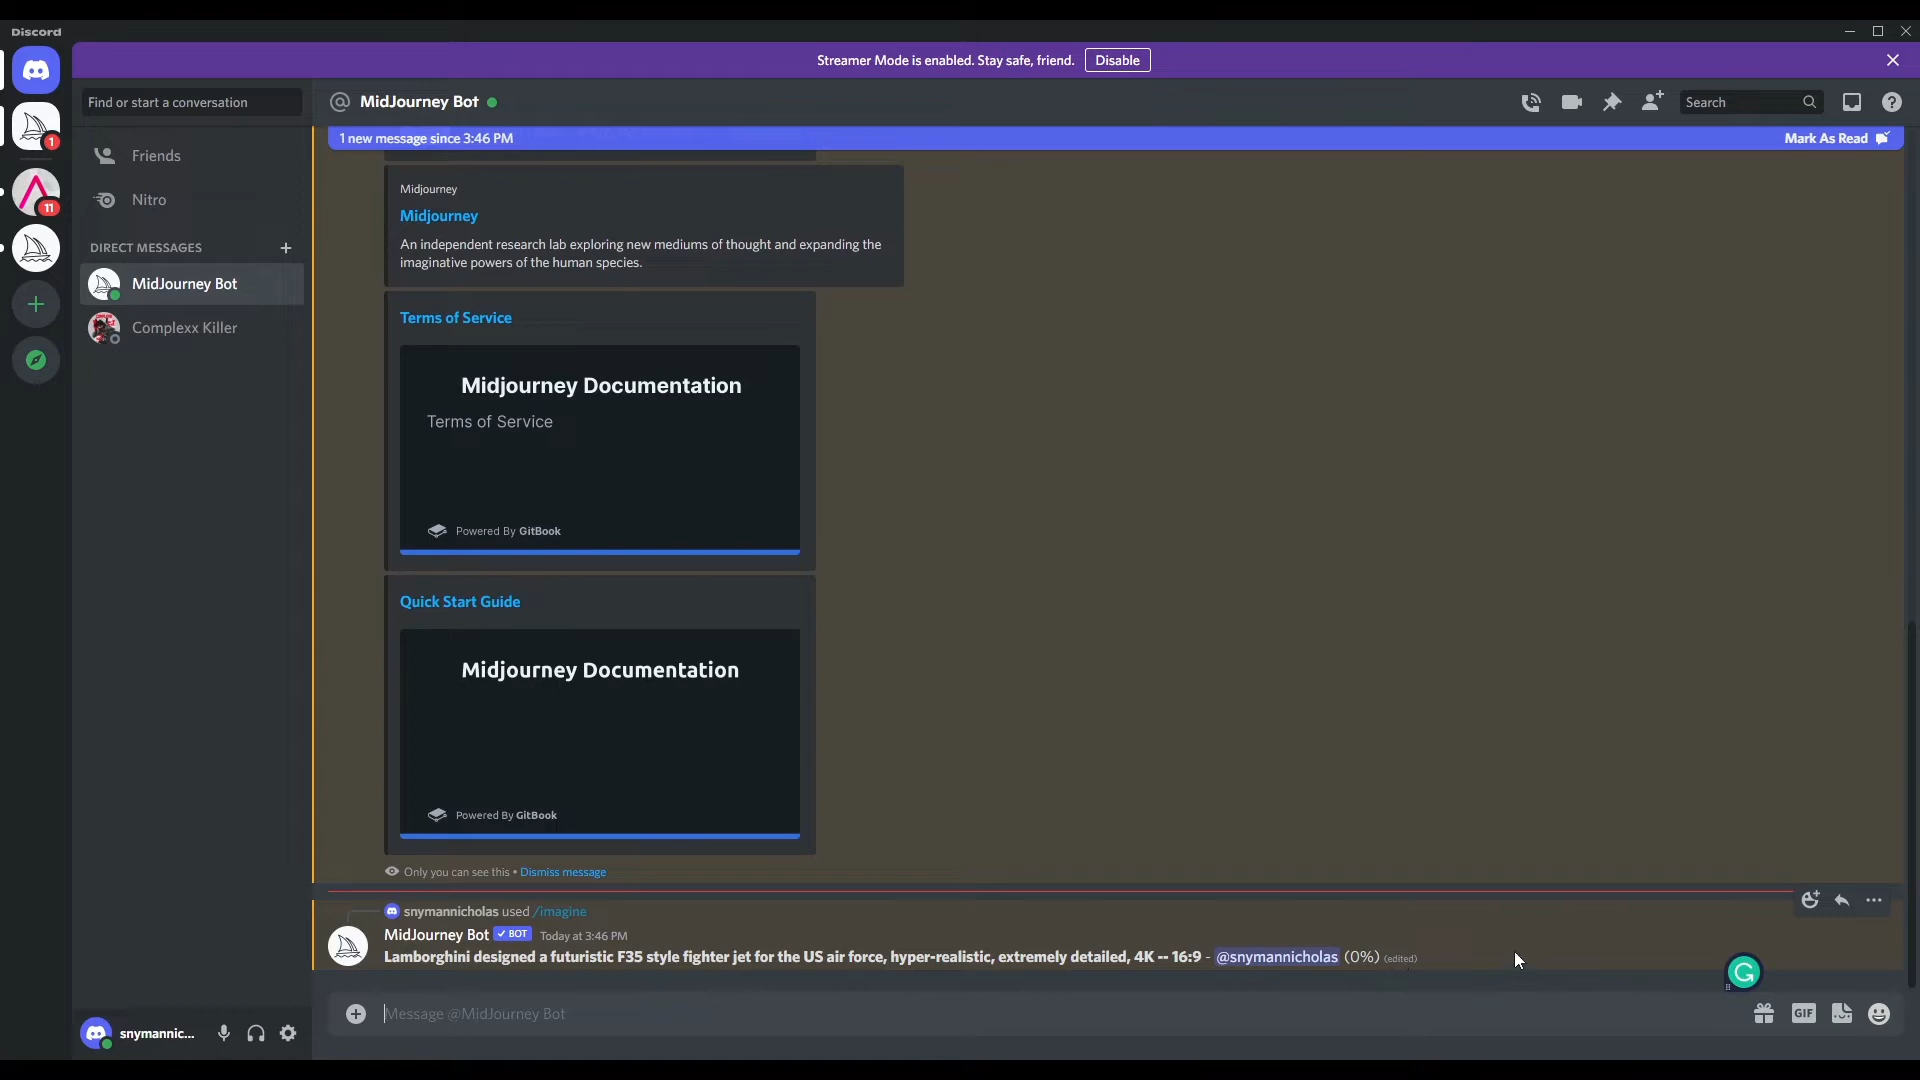 Discord
Streamer Mode is enabled. Stay safe, friend.
Disable
Find or start a conversation
MidJourney Bot
Search
1
1 new message since 3:46 PM
Mark As Read
Friends
Nitro
11
DIRECT MESSAGES
MidJourney Bot
Complexx Killer
Midjourney
Midjourney
An independent research lab exploring new mediums of thought and expanding the
imaginative powers of the human species.
Terms of Service
Midjourney Documentation
Terms of Service
Powered By GitBook
Quick Start Guide
Midjourney Documentation
Powered By GitBook
Only you can see this • Dismiss message
snymannicholas used /imagine
MidJourney Bot ✓ BOT Today at 3:46 PM
Lamborghini designed a futuristic F35 style fighter jet for the US air force, hyper-realistic, extremely detailed, 4K -- 16:9 - @snymannicholas (0%) (edited)
Message @MidJourney Bot
GIF
snymannic...